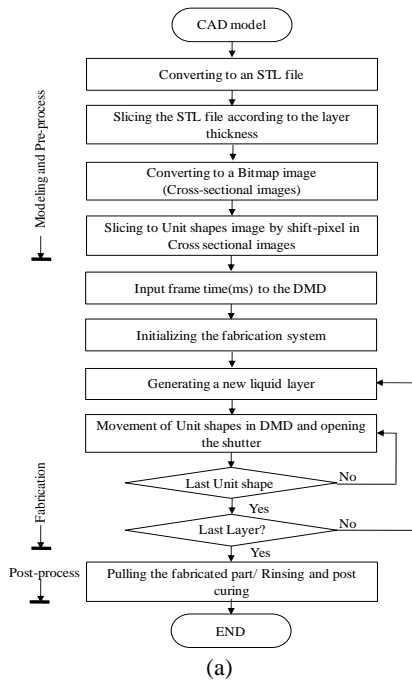 CAD model
Converting to an STL file
Slicing the STL file according to the layer
thickness
Converting to a Bitmap image
(Cross-sectional images)
Slicing to Unit shapes image by shift-pixel in
Cross sectional images
Modeling and Pre-process
Input frame time(ms) to the DMD
Initializing the fabrication system
Generating a new liquid layer
Movement of Unit shapes in DMD and opening
the shutter
Last Unit shape
No
Yes
Last Layer?
No
Yes
Fabrication
Post-process
Pulling the fabricated part/ Rinsing and post
curing
END
(a)